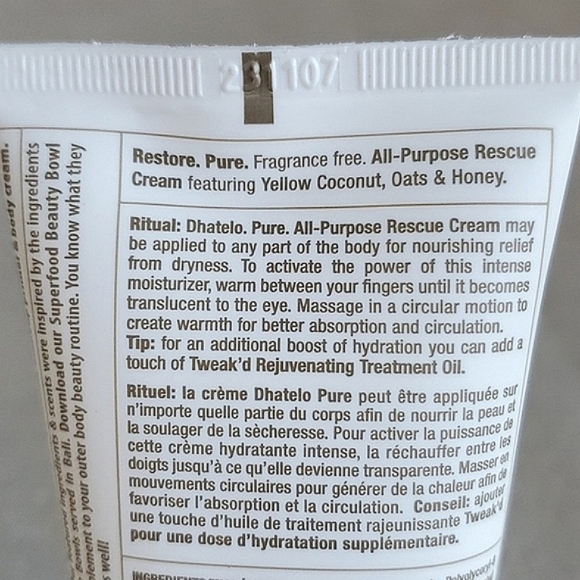 231107
Restore. Pure. Fragrance free. All-Purpose Rescue
Cream featuring Yellow Coconut, Oats & Honey.
Ritual: Dhatelo. Pure. All-Purpose Rescue Cream may
be applied to any part of the body for nourishing relief
from dryness. To activate the power of this intense
moisturizer, warm between your fingers until it becomes
translucent to the eye. Massage in a circular motion to
create warmth for better absorption and circulation.
Tip: for an additional boost of hydration you can add a
touch of Tweak'd Rejuvenating Treatment Oil.
Rituel: la crème Dhatelo Pure peut être appliquée sur
n'importe quelle partie du corps afin de nourrir la peau et
la soulager de la sècheresse. Pour activer la puissance de
cette crème hydratante intense, la réchauffer entre les
doigts jusqu'à ce qu'elle devienne transparente. Masser en
mouvements circulaires pour générer de la chaleur afin de
favoriser l'absorption et la circulation. Conseil: ajouter
une touche d'huile de traitement rajeunissante Tweak'd
pour une dose d'hydratation supplémentaire.
& body cream.
ingredients & scents were inspired by the ingredients
Bowls served in Bali. Download our Superfood Beauty Bowl
to your outer body beauty routine. You know what they
well!